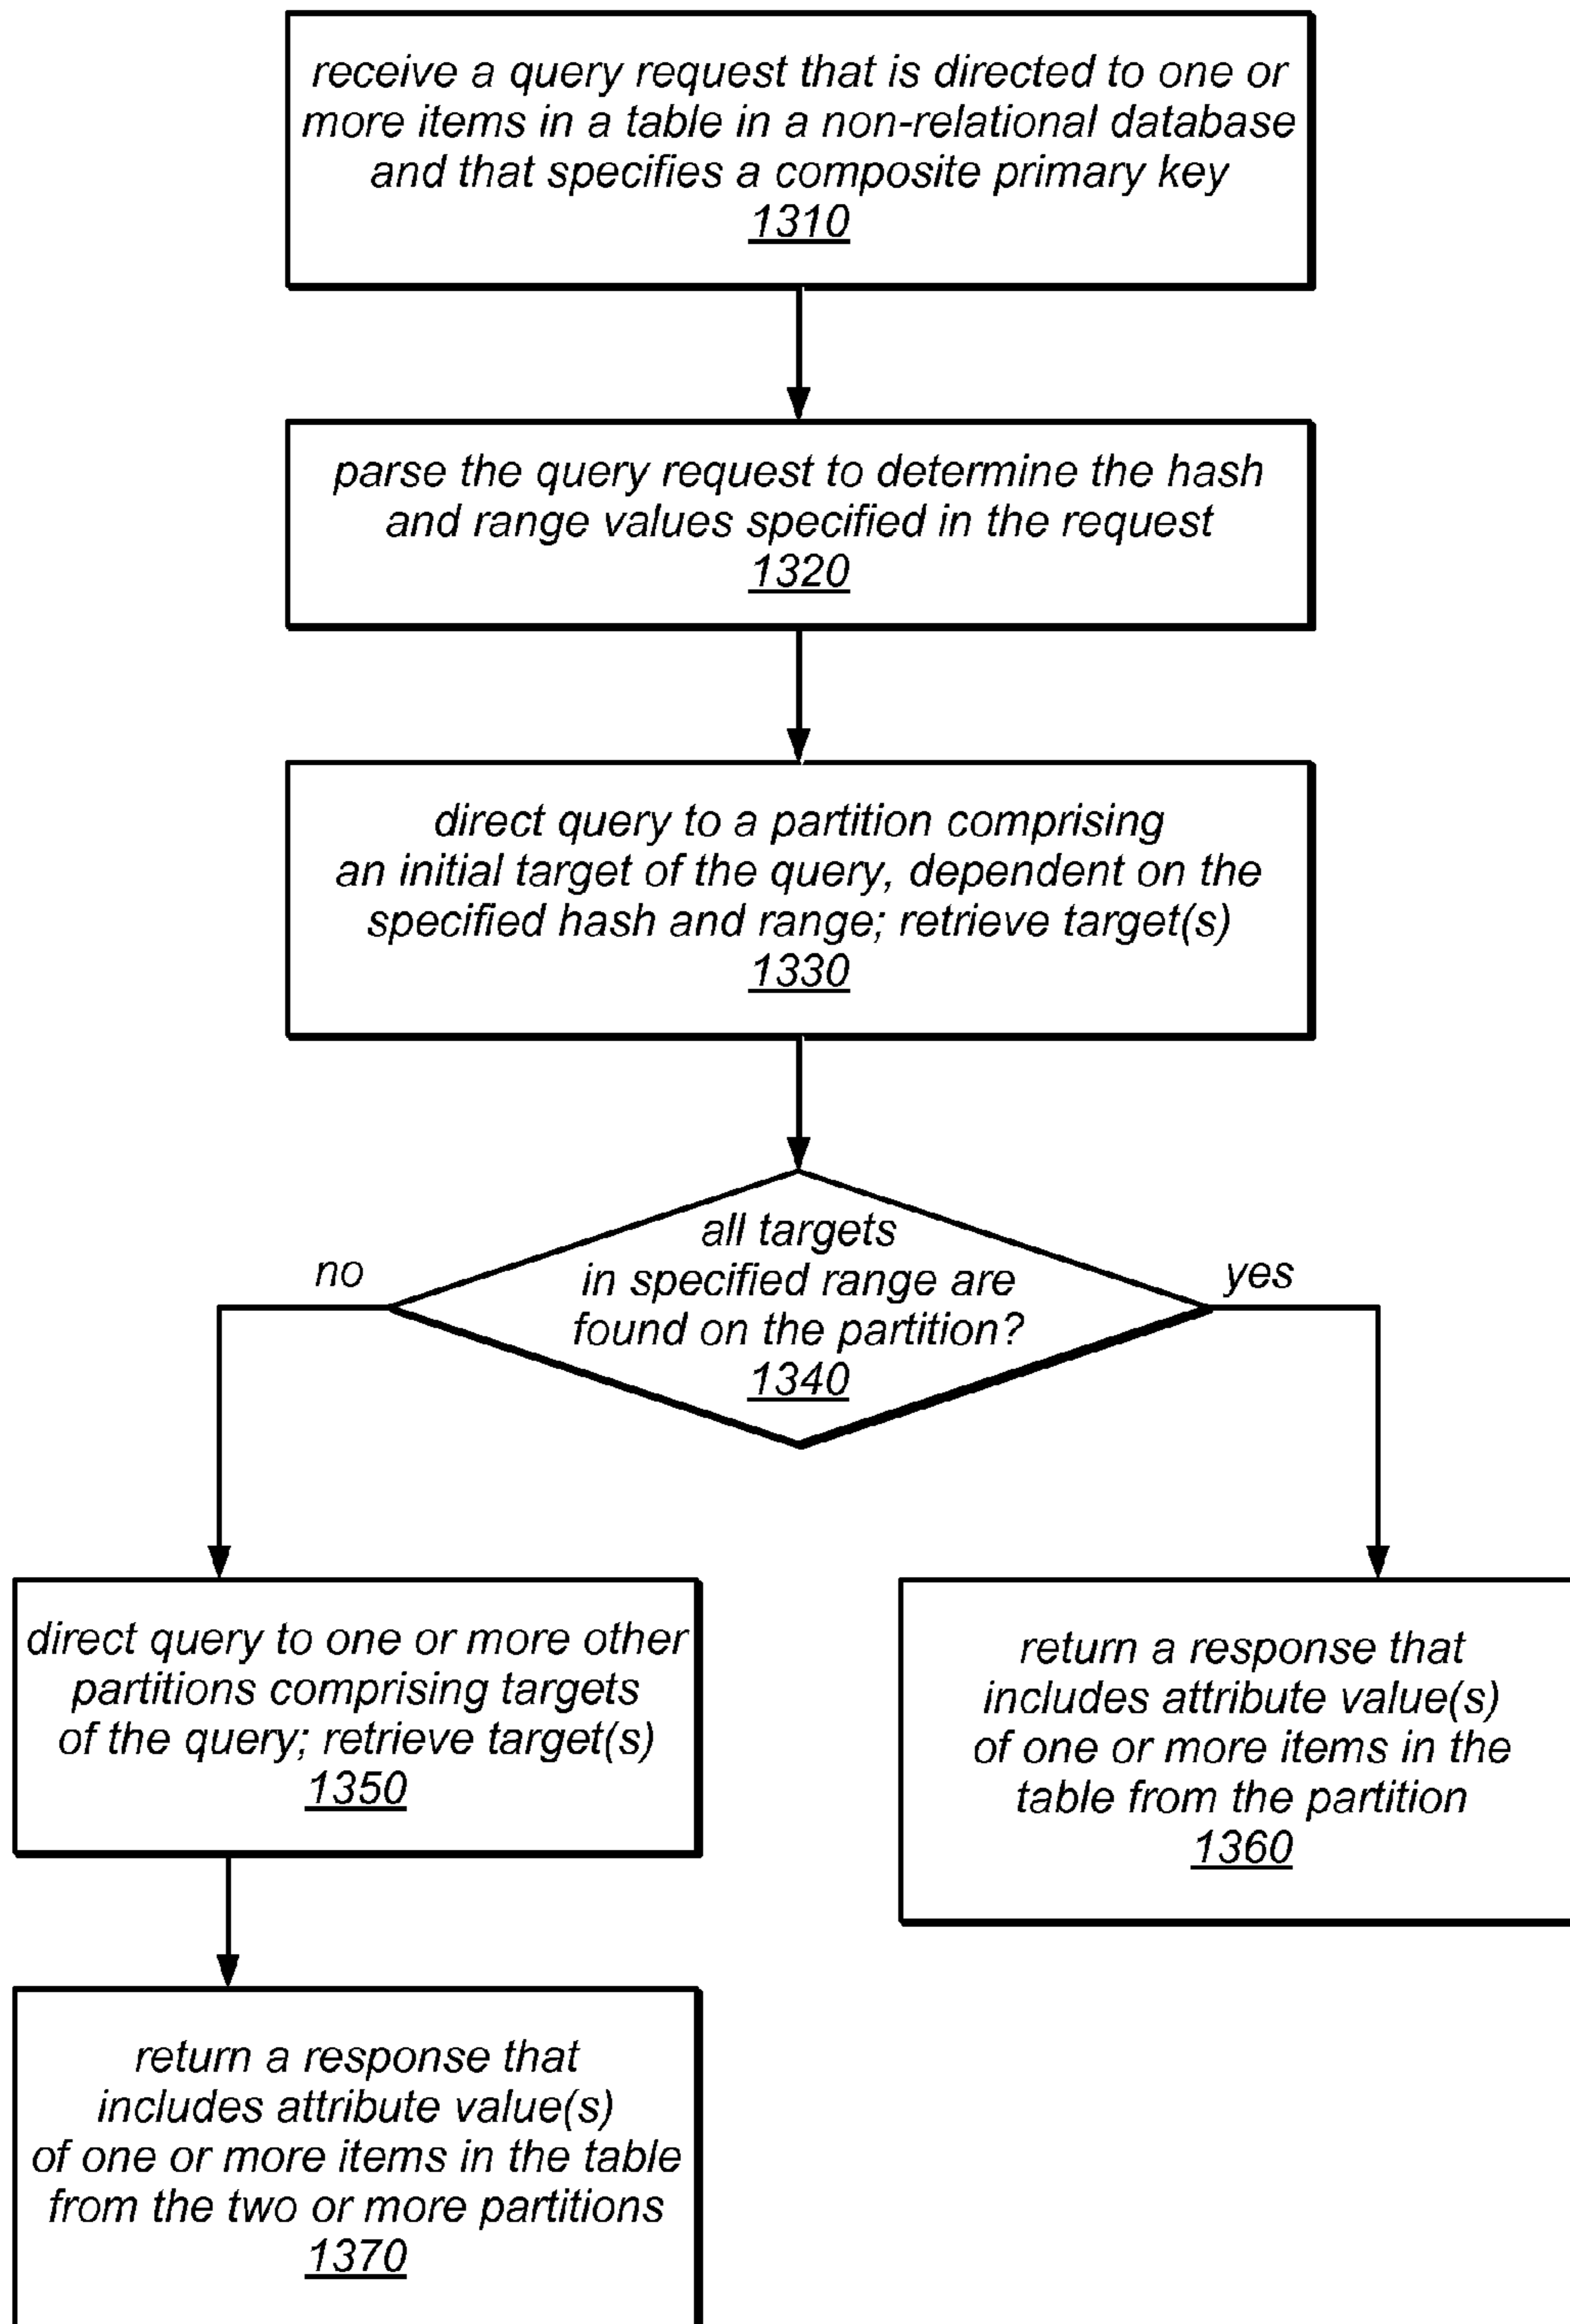 receive a query request that is directed to one or
more items in a table in a non-relational database
and that specifies a composite primary key
1310
parse the query request to determine the hash
and range values specified in the request
1320
direct query to a partition comprising
an initial target of the query, dependent on the
specified hash and range; retrieve target(s)
1330
all targets
in specified range are
found on the partition?
1340
no
yes
direct query to one or more other
partitions comprising targets
of the query; retrieve target(s)
1350
return a response that
includes attribute value(s)
of one or more items in the
table from the partition
1360
return a response that
includes attribute value(s)
of one or more items in the table
from the two or more partitions
1370